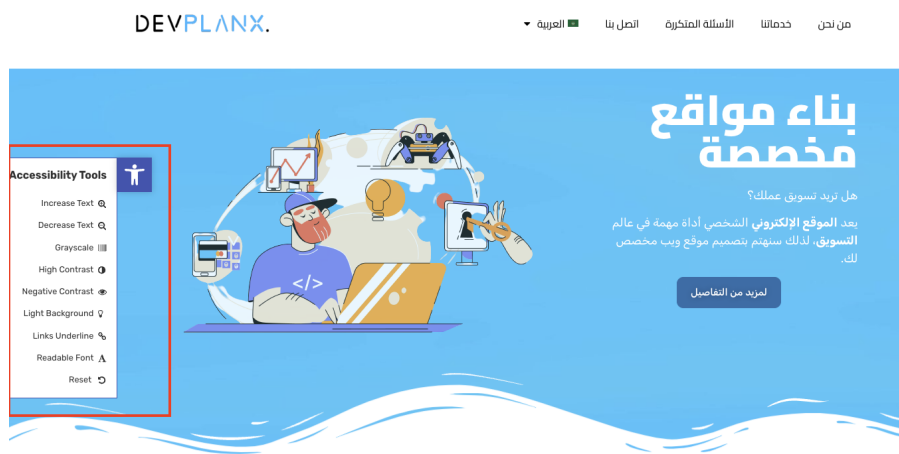 DEVPLANX.
من نحن
خدماتنا
الأسئلة المتكررة
اتصل بنا
العربية
بناء مواقع
مخصصة
هل تريد تسويق عملك؟
يعد الموقع الإلكتروني الشخصي أداة مهمة في عالم
التسويق، لذلك سنهتم بتصميم موقع ويب مخصص
لك.
لمزيد من التفاصيل
</>
Accessibility Tools
Increase Text
Decrease Text
Grayscale
High Contrast
Negative Contrast
Light Background
Links Underline
Readable Font
Reset